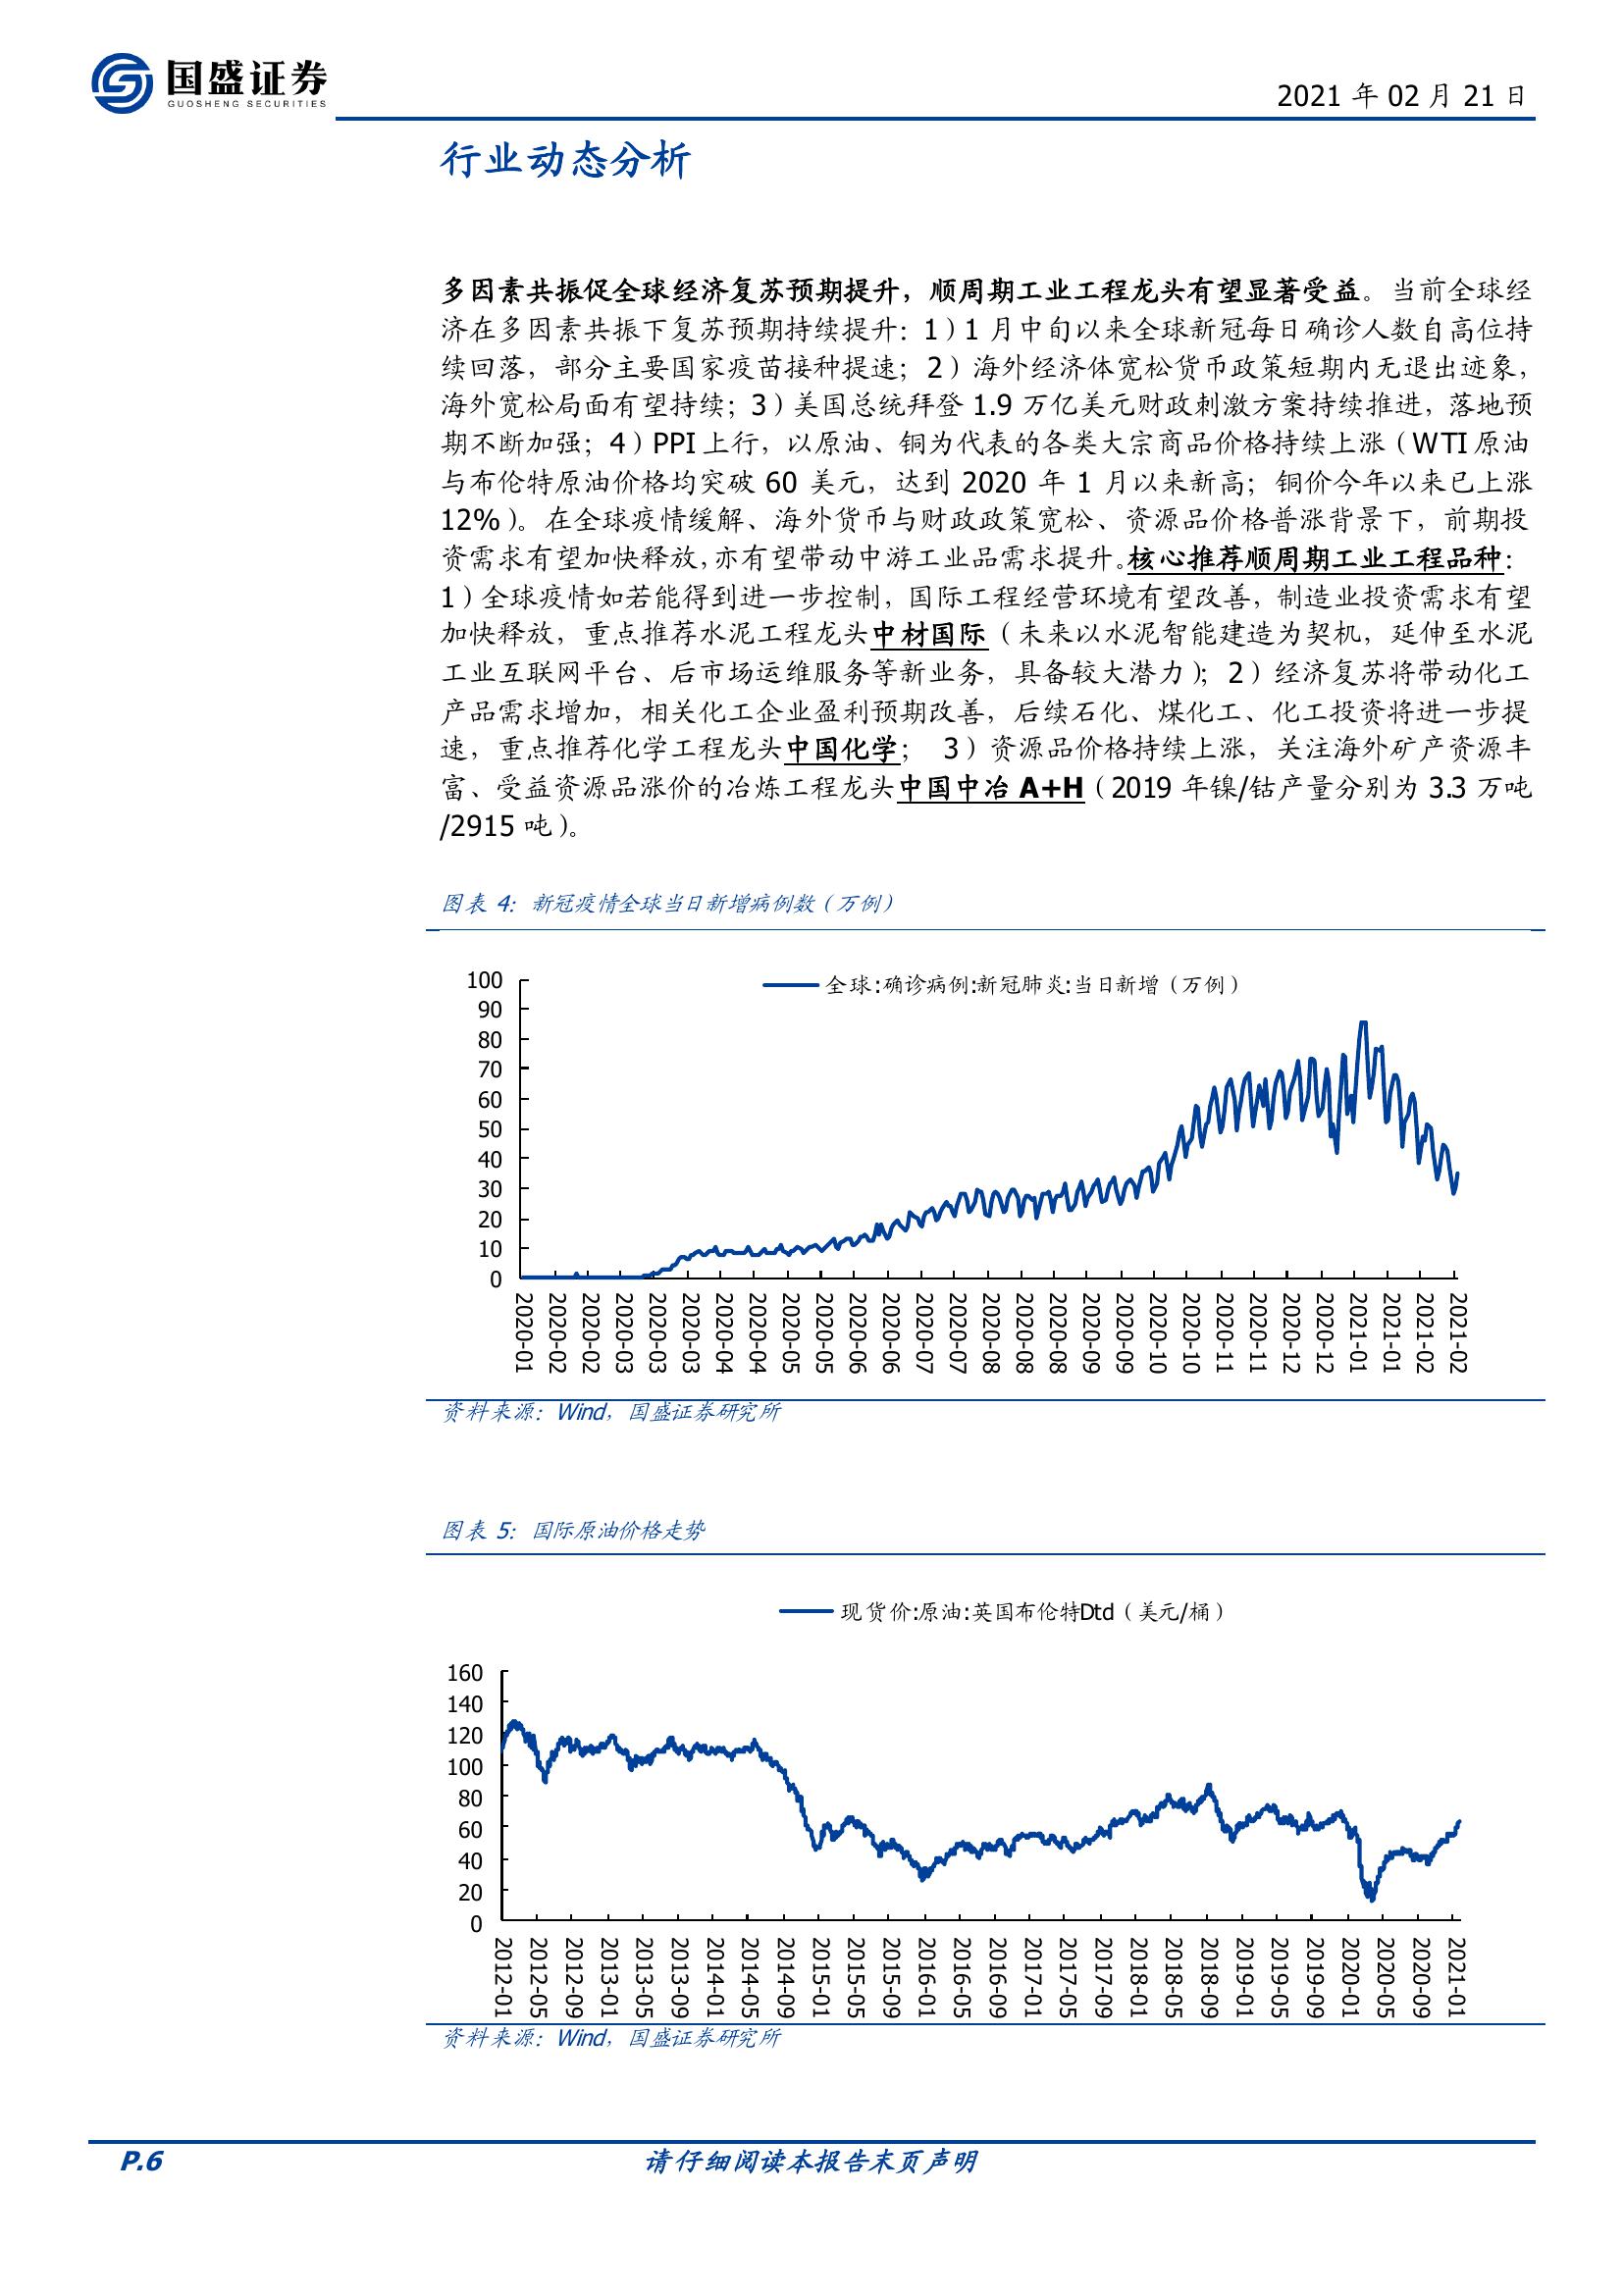 国盛证券
GUOSHENG SECURITIES
2021 年 02 月 21 日
行业动态分析
多因素共振促全球经济复苏预期提升，顺周期工业工程龙头有望显著受益。当前全球经
济在多因素共振下复苏预期持续提升：1）1 月中旬以来全球新冠每日确诊人数自高位持
续回落，部分主要国家疫苗接种提速；2）海外经济体宽松货币政策短期内无退出迹象，
海外宽松局面有望持续；3）美国总统拜登 1.9 万亿美元财政刺激方案持续推进，落地预
期不断加强；4）PPI 上行，以原油、铜为代表的各类大宗商品价格持续上涨（WTI 原油
与布伦特原油价格均突破 60 美元，达到 2020 年 1 月以来新高；铜价今年以来已上涨
12%）。在全球疫情缓解、海外货币与财政政策宽松、资源品价格普涨背景下，前期投
资需求有望加快释放，亦有望带动中游工业品需求提升。核心推荐顺周期工业工程品种：
1）全球疫情如若能得到进一步控制，国际工程经营环境有望改善，制造业投资需求有望
加快释放，重点推荐水泥工程龙头中材国际（未来以水泥智能建造为契机，延伸至水泥
工业互联网平台、后市场运维服务等新业务，具备较大潜力）；2）经济复苏将带动化工
产品需求增加，相关化工企业盈利预期改善，后续石化、煤化工、化工投资将进一步提
速，重点推荐化学工程龙头中国化学； 3）资源品价格持续上涨，关注海外矿产资源丰
富、受益资源品涨价的冶炼工程龙头中国中冶 A+H（2019 年镍/钴产量分别为 3.3 万吨
/2915 吨）。
图表 4：新冠疫情全球当日新增病例数（万例）
全球:确诊病例:新冠肺炎:当日新增（万例）
100
90
80
70
60
50
40
30
20
10
0
2020-01 2020-02 2020-02 2020-03 2020-03 2020-03 2020-04 2020-04 2020-05 2020-05 2020-06 2020-06 2020-07 2020-07 2020-08 2020-08 2020-08 2020-09 2020-09 2020-10 2020-10 2020-11 2020-11 2020-12 2020-12 2021-01 2021-01 2021-02 2021-02
资料来源：Wind，国盛证券研究所
图表 5：国际原油价格走势
现货价:原油:英国布伦特Dtd（美元/桶）
160
140
120
100
80
60
40
20
0
2012-01 2012-05 2012-09 2013-01 2013-05 2013-09 2014-01 2014-05 2014-09 2015-01 2015-05 2015-09 2016-01 2016-05 2016-09 2017-01 2017-05 2017-09 2018-01 2018-05 2018-09 2019-01 2019-05 2019-09 2020-01 2020-05 2020-09 2021-01
资料来源：Wind，国盛证券研究所
P.6
请仔细阅读本报告末页声明